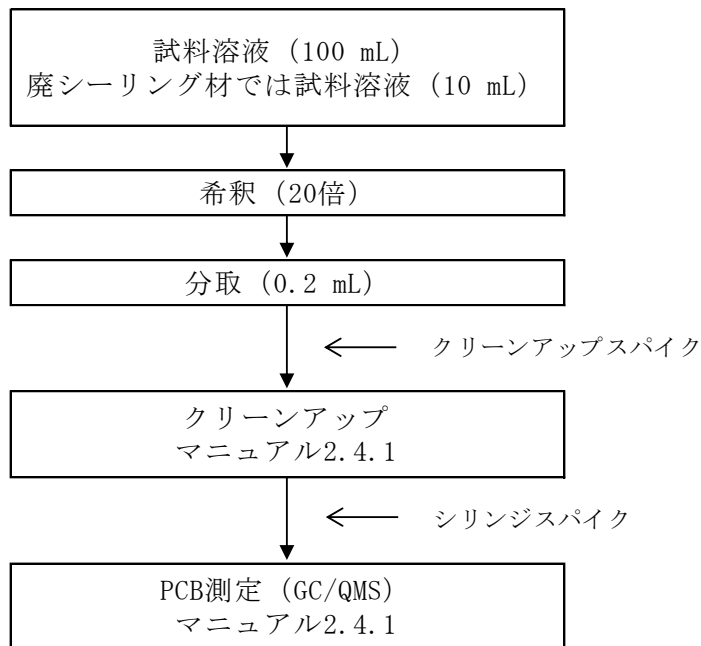 試料溶液 (100 mL)
廃シーリング材では試料溶液 (10 mL)
希釈 (20倍)
分取 (0.2 mL)
クリーンアップスパイク
クリーンアップ
マニュアル2.4.1
シリンジスパイク
PCB測定 (GC/QMS)
マニュアル2.4.1